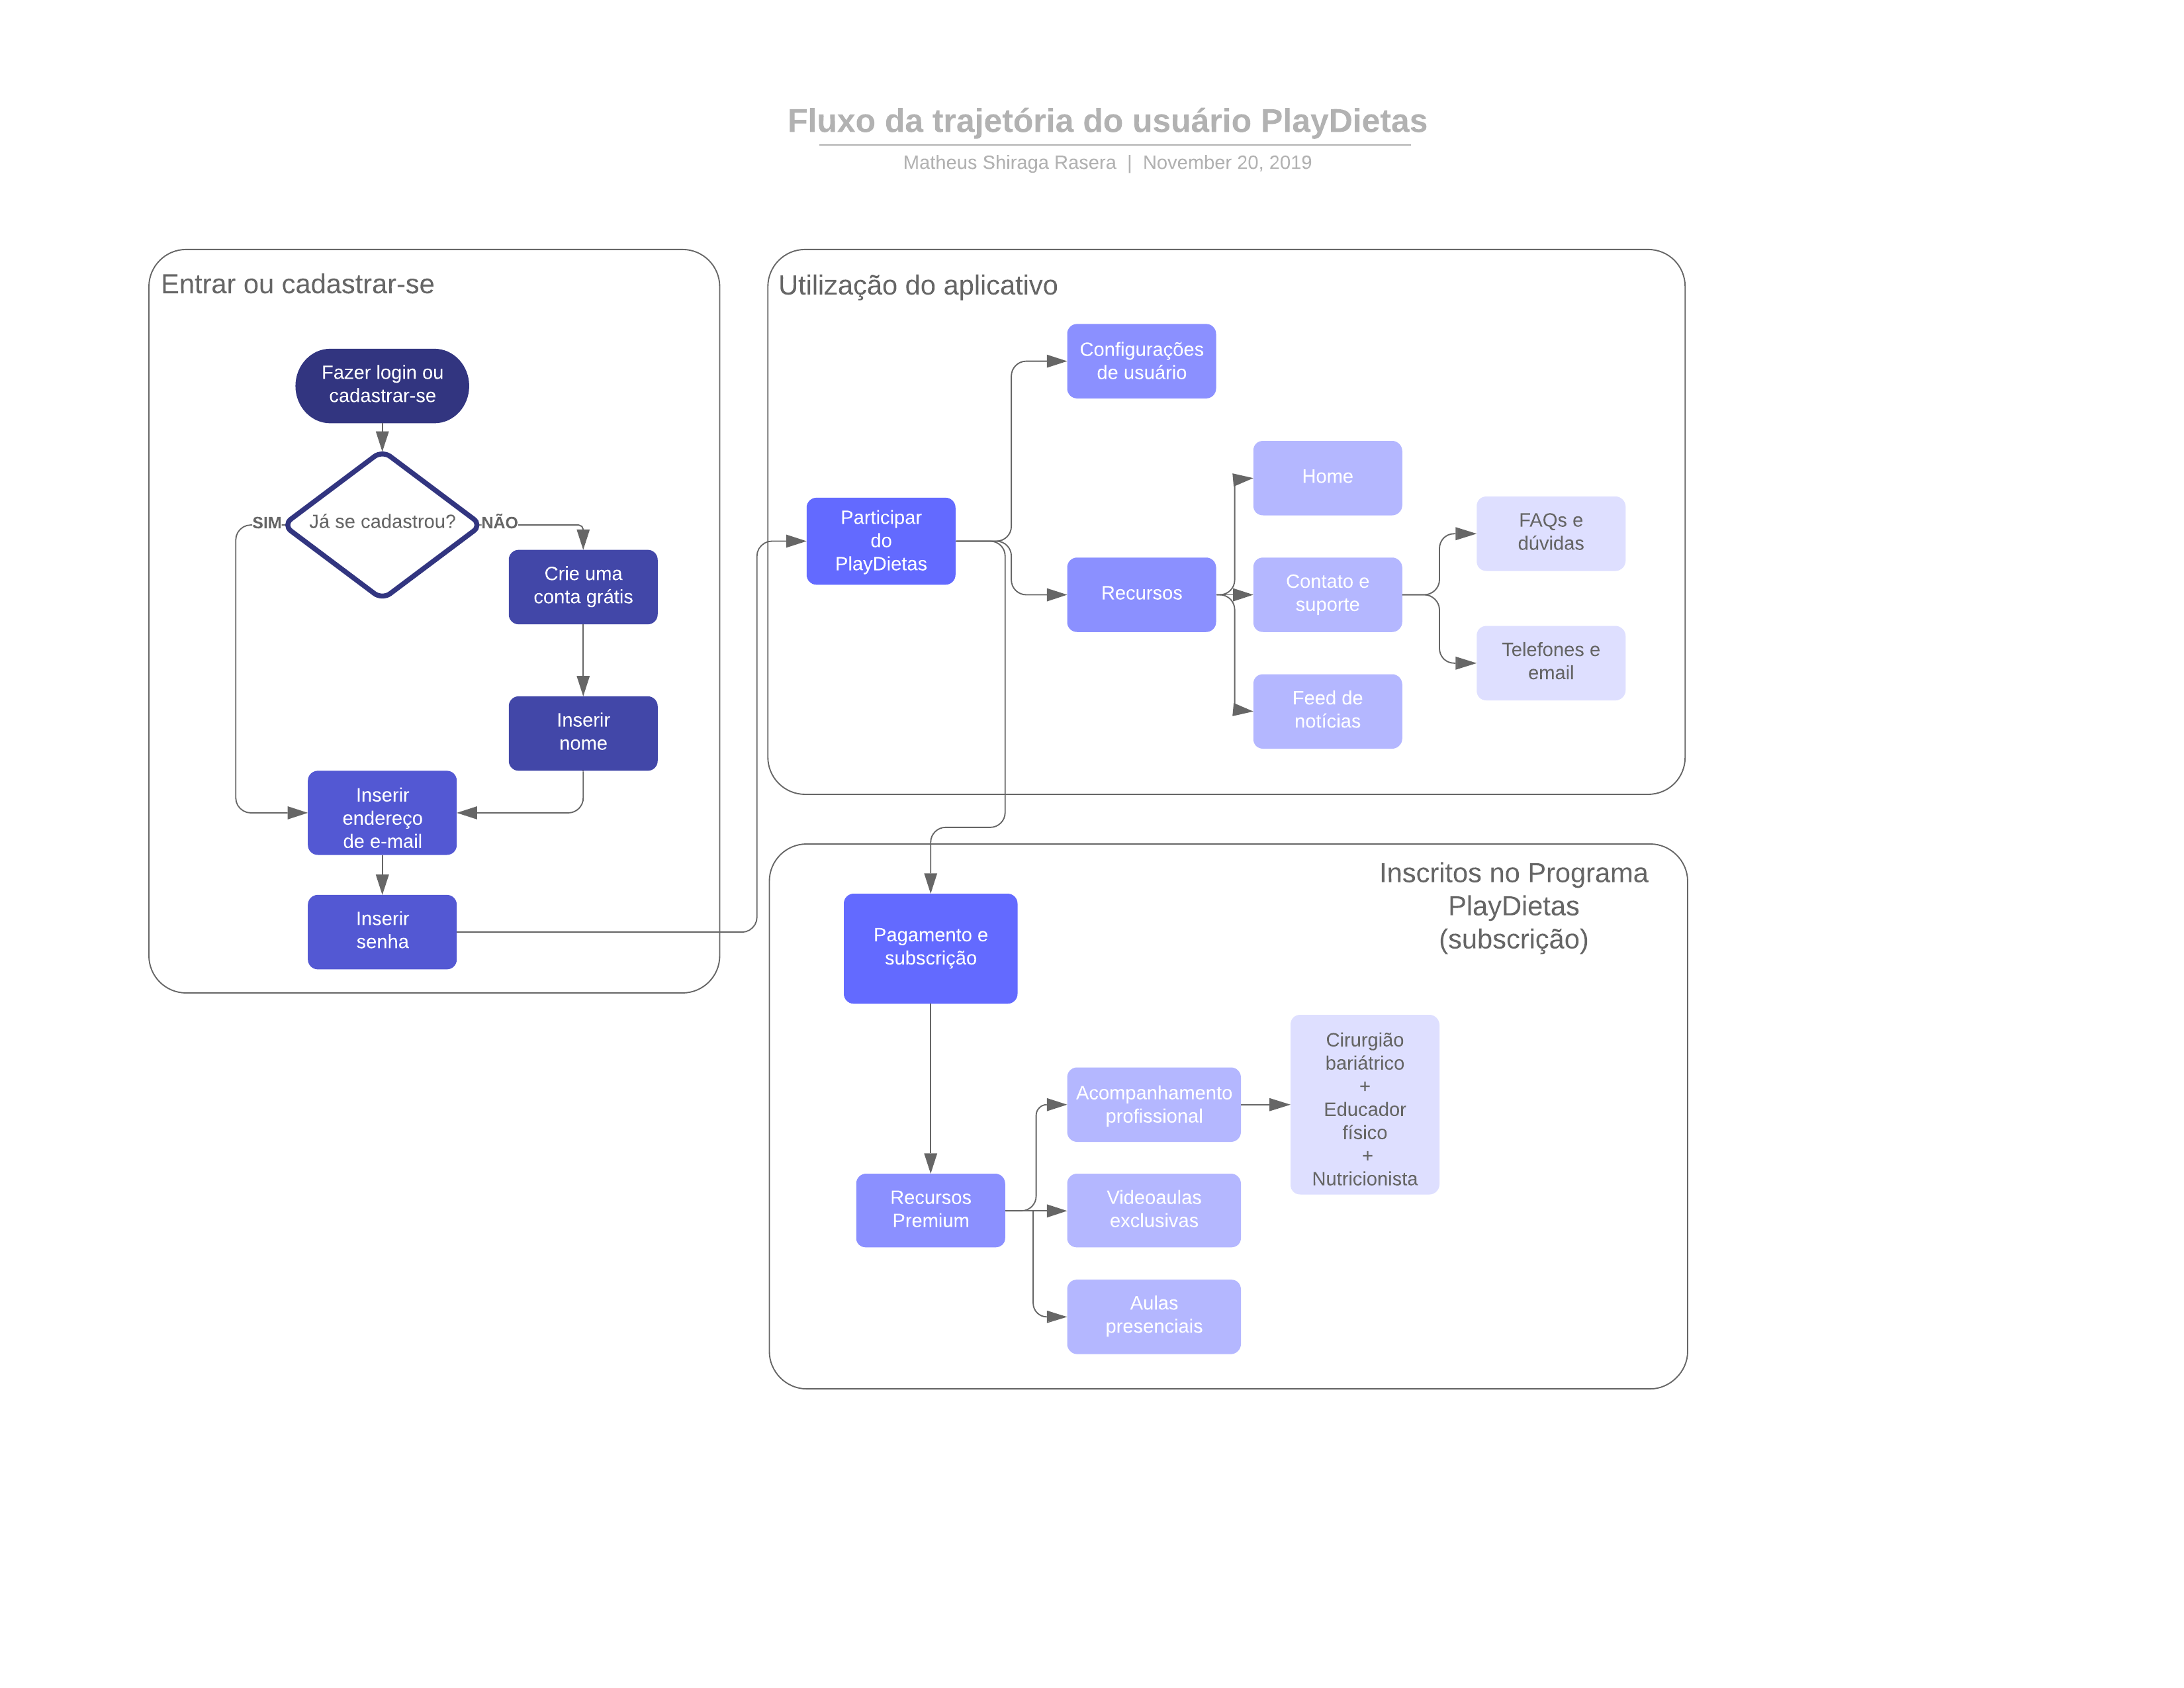 Fluxo da trajetória do usuário PlayDietas
Matheus Shiraga Rasera | November 20, 2019
Entrar ou cadastrar-se
Fazer login ou
cadastrar-se
Já se cadastrou?
SIM
NÃO
Crie uma
conta grátis
Inserir
nome
Inserir
endereço
de e-mail
Inserir
senha
Utilização do aplicativo
Participar
do
PlayDietas
Configurações
de usuário
Recursos
Home
Contato e
suporte
Feed de
notícias
FAQs e
dúvidas
Telefones e
email
Inscritos no Programa
PlayDietas
(subscrição)
Pagamento e
subscrição
Recursos
Premium
Acompanhamento
profissional
Videoaulas
exclusivas
Aulas
presenciais
Cirurgião
bariátrico
+
Educador
físico
+
Nutricionista